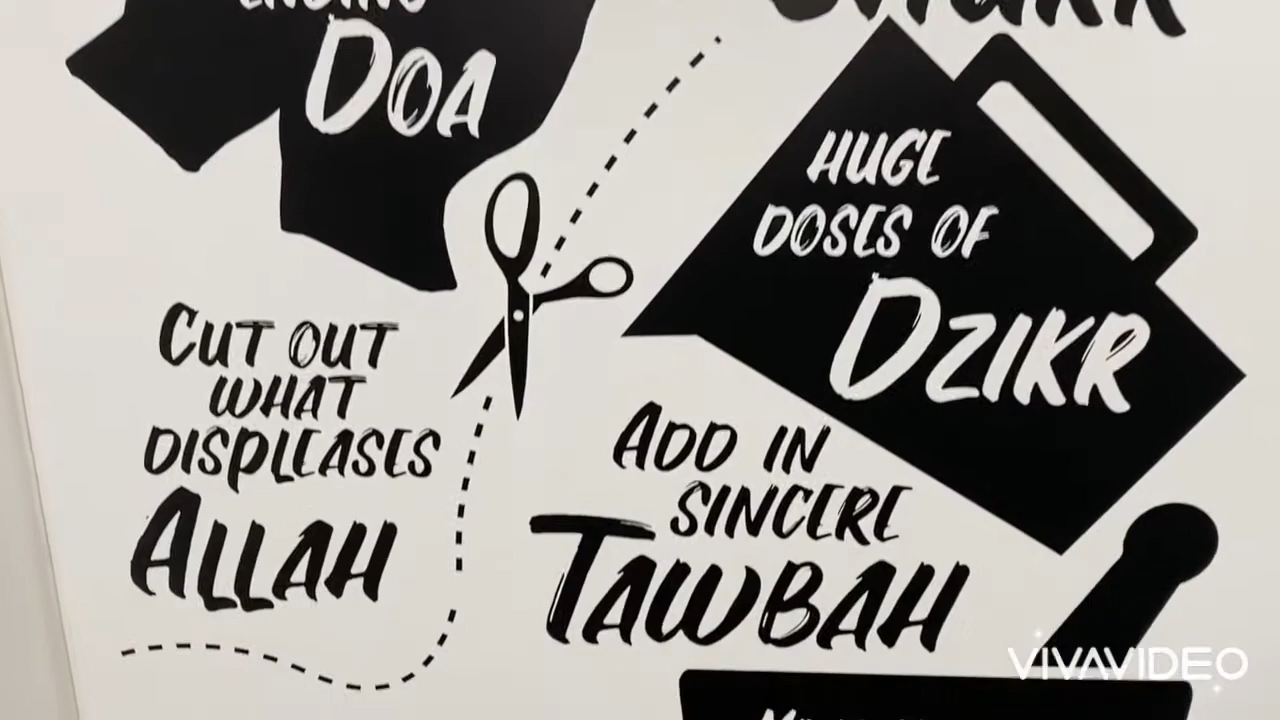 DOA
HUGE
DOSES OF
DZIKR
CUT OUT
WHAT
DISPLEASES
ALLAH
ADD IN
SINCERE
TAWBAH
VIVAVIDEO